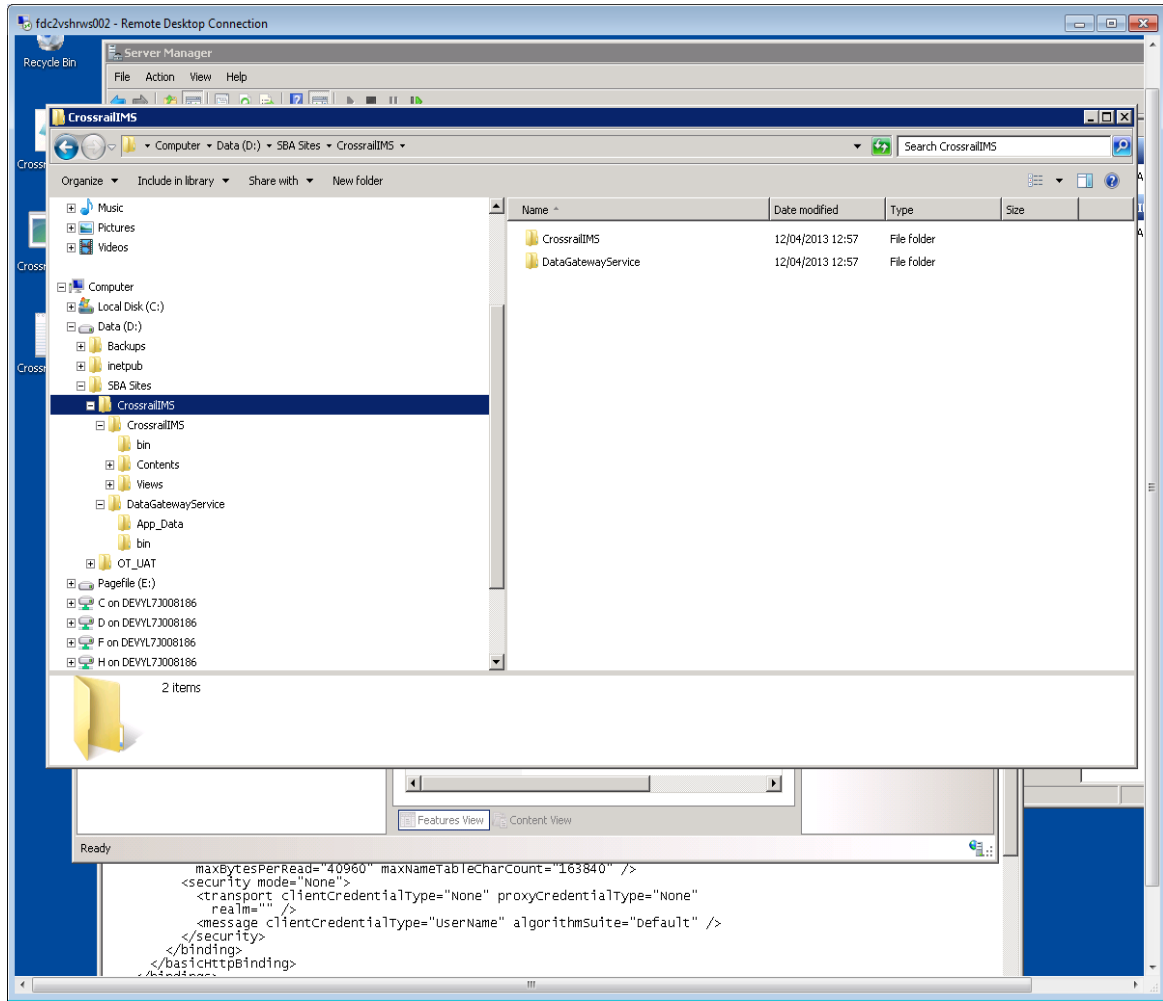 fdc2vshrws002 - Remote Desktop Connection
Recycle Bin
Server Manager
File Action View Help
CrossrailIMS
Computer Data (D:) SBA Sites CrossrailIMS
Search CrossrailIMS
Organize Include in library Share with New folder
Music
Pictures
Videos
Computer
Local Disk (C:)
Data (D:)
Backups
inetpub
SBA Sites
CrossrailIMS
CrossrailIMS
bin
Contents
Views
DataGatewayService
App_Data
bin
OT_UAT
Pagefile (E:)
C on DEVYL7J008186
D on DEVYL7J008186
F on DEVYL7J008186
H on DEVYL7J008186
Name Date modified Type Size
CrossrailIMS 12/04/2013 12:57 File folder
DataGatewayService 12/04/2013 12:57 File folder
2 items
Features View Content View
Ready
maxBytesPerRead="40960" maxNameTableCharCount="163840" />
<security mode="None">
<transport clientCredentialType="None" proxyCredentialType="None"
realm="" />
<message clientCredentialType="UserName" algorithmSuite="Default" />
</security>
</binding>
</basicHttpBinding>